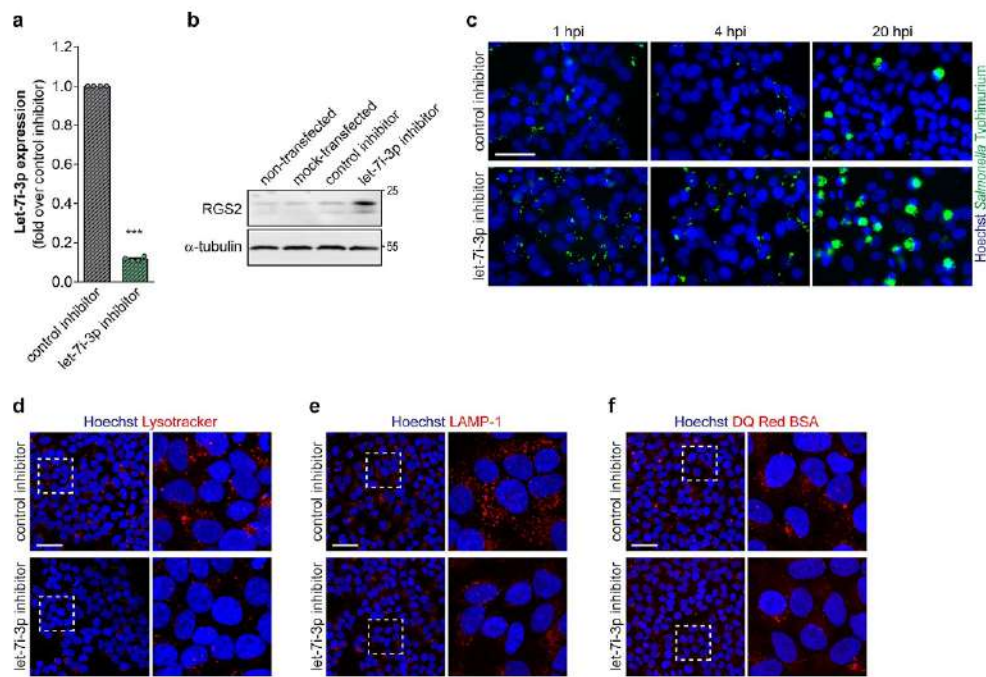 a
Let-7i-3p expression
(fold over control inhibitor)
1.2
1.0
0.8
0.6
0.4
0.2
0.0
***
control inhibitor
let-7i-3p inhibitor
b
non-transfected
mock-transfected
control inhibitor
let-7i-3p inhibitor
RGS2
25
α-tubulin
55
c
1 hpi
4 hpi
20 hpi
control inhibitor
let-7i-3p inhibitor
Hoechst Salmonella Typhimurium
d
Hoechst Lysotracker
control inhibitor
let-7i-3p inhibitor
e
Hoechst LAMP-1
control inhibitor
let-7i-3p inhibitor
f
Hoechst DQ Red BSA
control inhibitor
let-7i-3p inhibitor